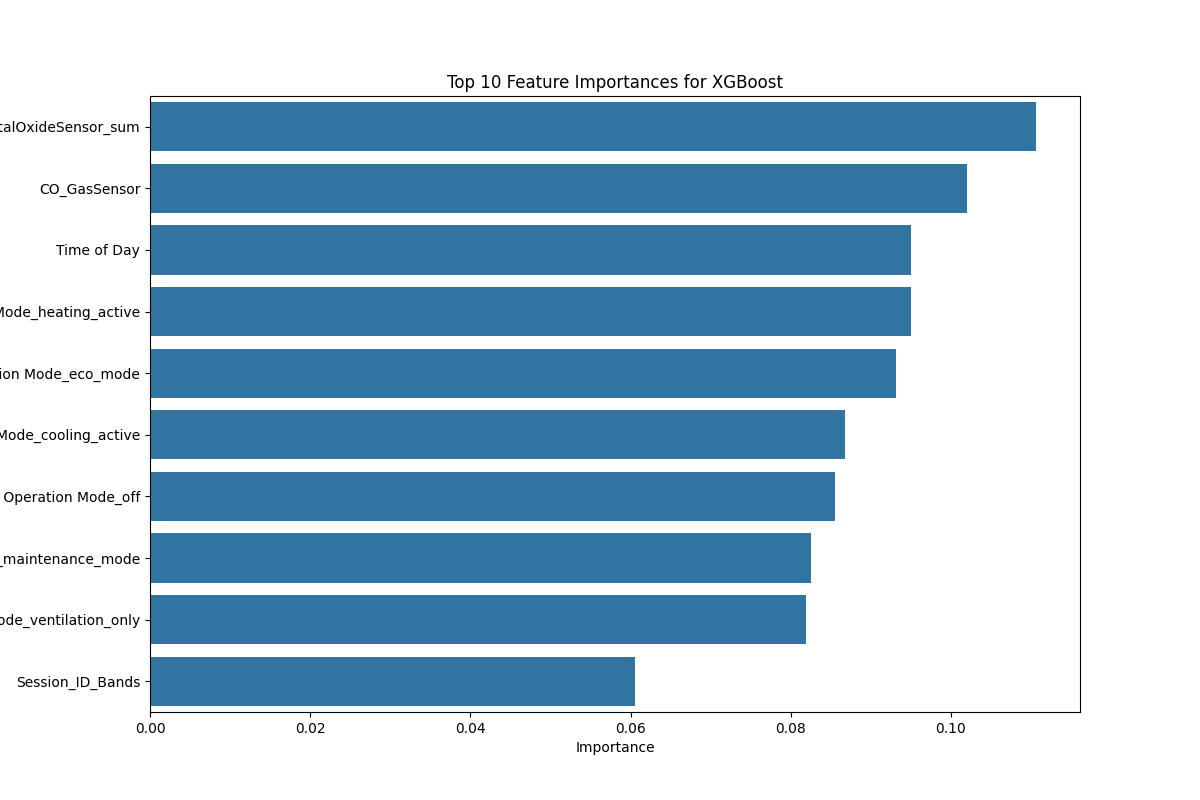 Top 10 Feature Importances for XGBoost
talOxideSensor_sum
CO_GasSensor
Time of Day
Mode_heating_active
ion Mode_eco_mode
Mode_cooling_active
Operation Mode_off
_maintenance_mode
ode_ventilation_only
Session_ID_Bands
0.00 0.02 0.04 0.06 0.08 0.10
Importance